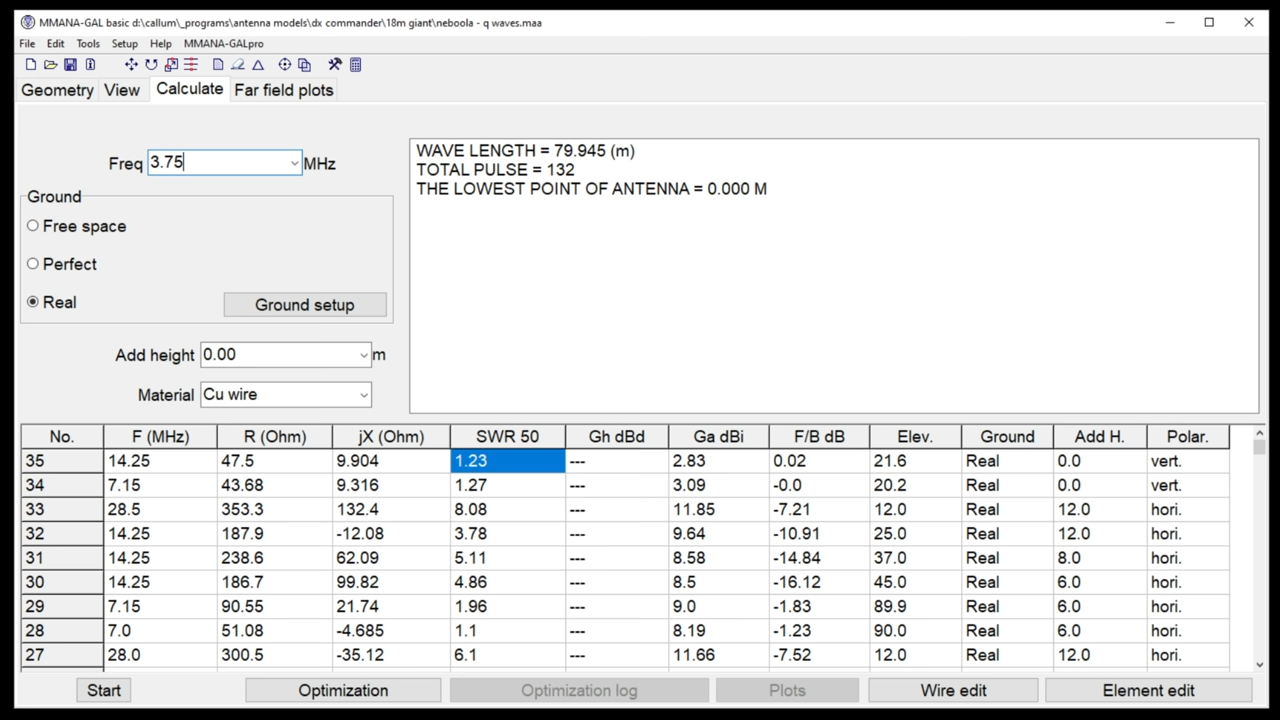 MMANA-GAL basic d:\callum\_programs\antenna models\dx commander\18m giant\neboola - q waves.maa
File Edit Tools Setup Help MMANA-GALpro
Geometry View Calculate Far field plots
Freq 3.75 MHz
Ground
Free space
Perfect
Real Ground setup
Add height 0.00 m
Material Cu wire
WAVE LENGTH = 79.945 (m)
TOTAL PULSE = 132
THE LOWEST POINT OF ANTENNA = 0.000 M
No. F (MHz) R (Ohm) jX (Ohm) SWR 50 Gh dBd Ga dBi F/B dB Elev. Ground Add H. Polar.
35 14.25 47.5 9.904 1.23 --- 2.83 0.02 21.6 Real 0.0 vert.
34 7.15 43.68 9.316 1.27 --- 3.09 -0.0 20.2 Real 0.0 vert.
33 28.5 353.3 132.4 8.08 --- 11.85 -7.21 12.0 Real 12.0 hori.
32 14.25 187.9 -12.08 3.78 --- 9.64 -10.91 25.0 Real 12.0 hori.
31 14.25 238.6 62.09 5.11 --- 8.58 -14.84 37.0 Real 8.0 hori.
30 14.25 186.7 99.82 4.86 --- 8.5 -16.12 45.0 Real 6.0 hori.
29 7.15 90.55 21.74 1.96 --- 9.0 -1.83 89.9 Real 6.0 hori.
28 7.0 51.08 -4.685 1.1 --- 8.19 -1.23 90.0 Real 6.0 hori.
27 28.0 300.5 -35.12 6.1 --- 11.66 -7.52 12.0 Real 12.0 hori.
Start Optimization Optimization log Plots Wire edit Element edit